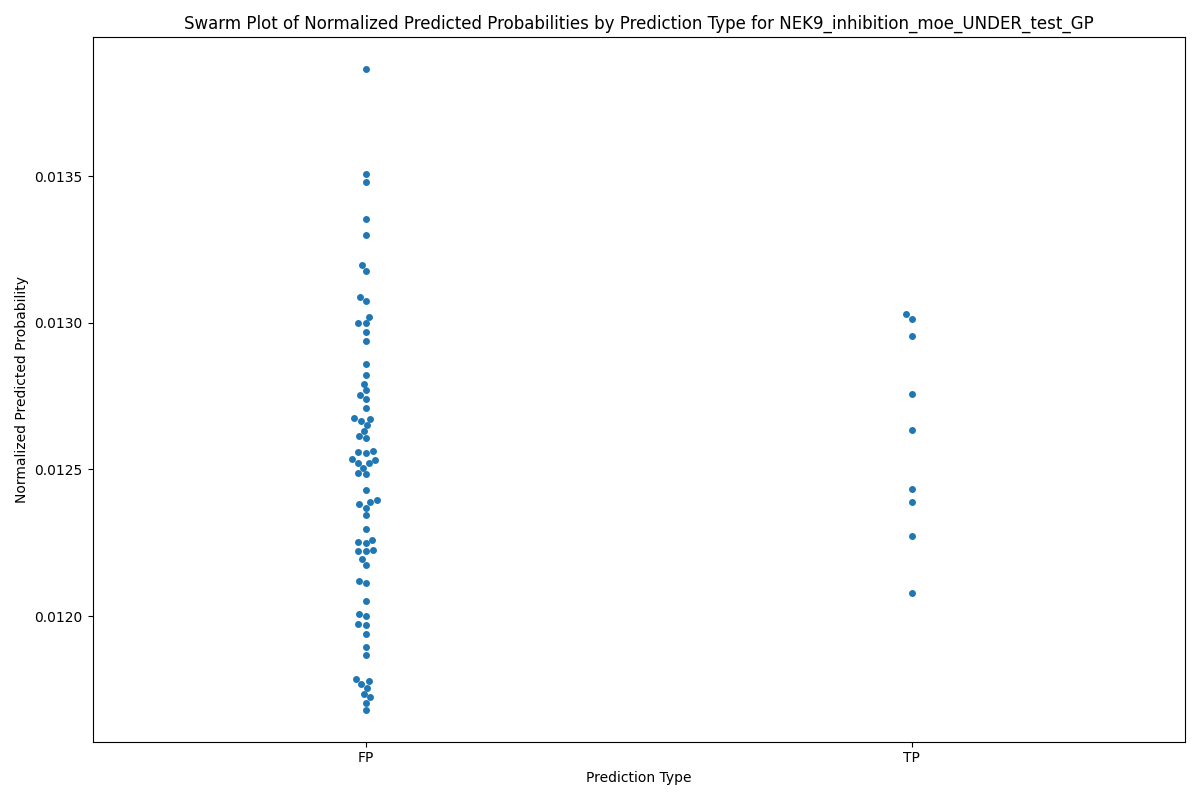 Swarm Plot of Normalized Predicted Probabilities by Prediction Type for NEK9_inhibition_moe_UNDER_test_GP
0.0135
0.0130
0.0125
0.0120
Normalized Predicted Probability
FP
TP
Prediction Type